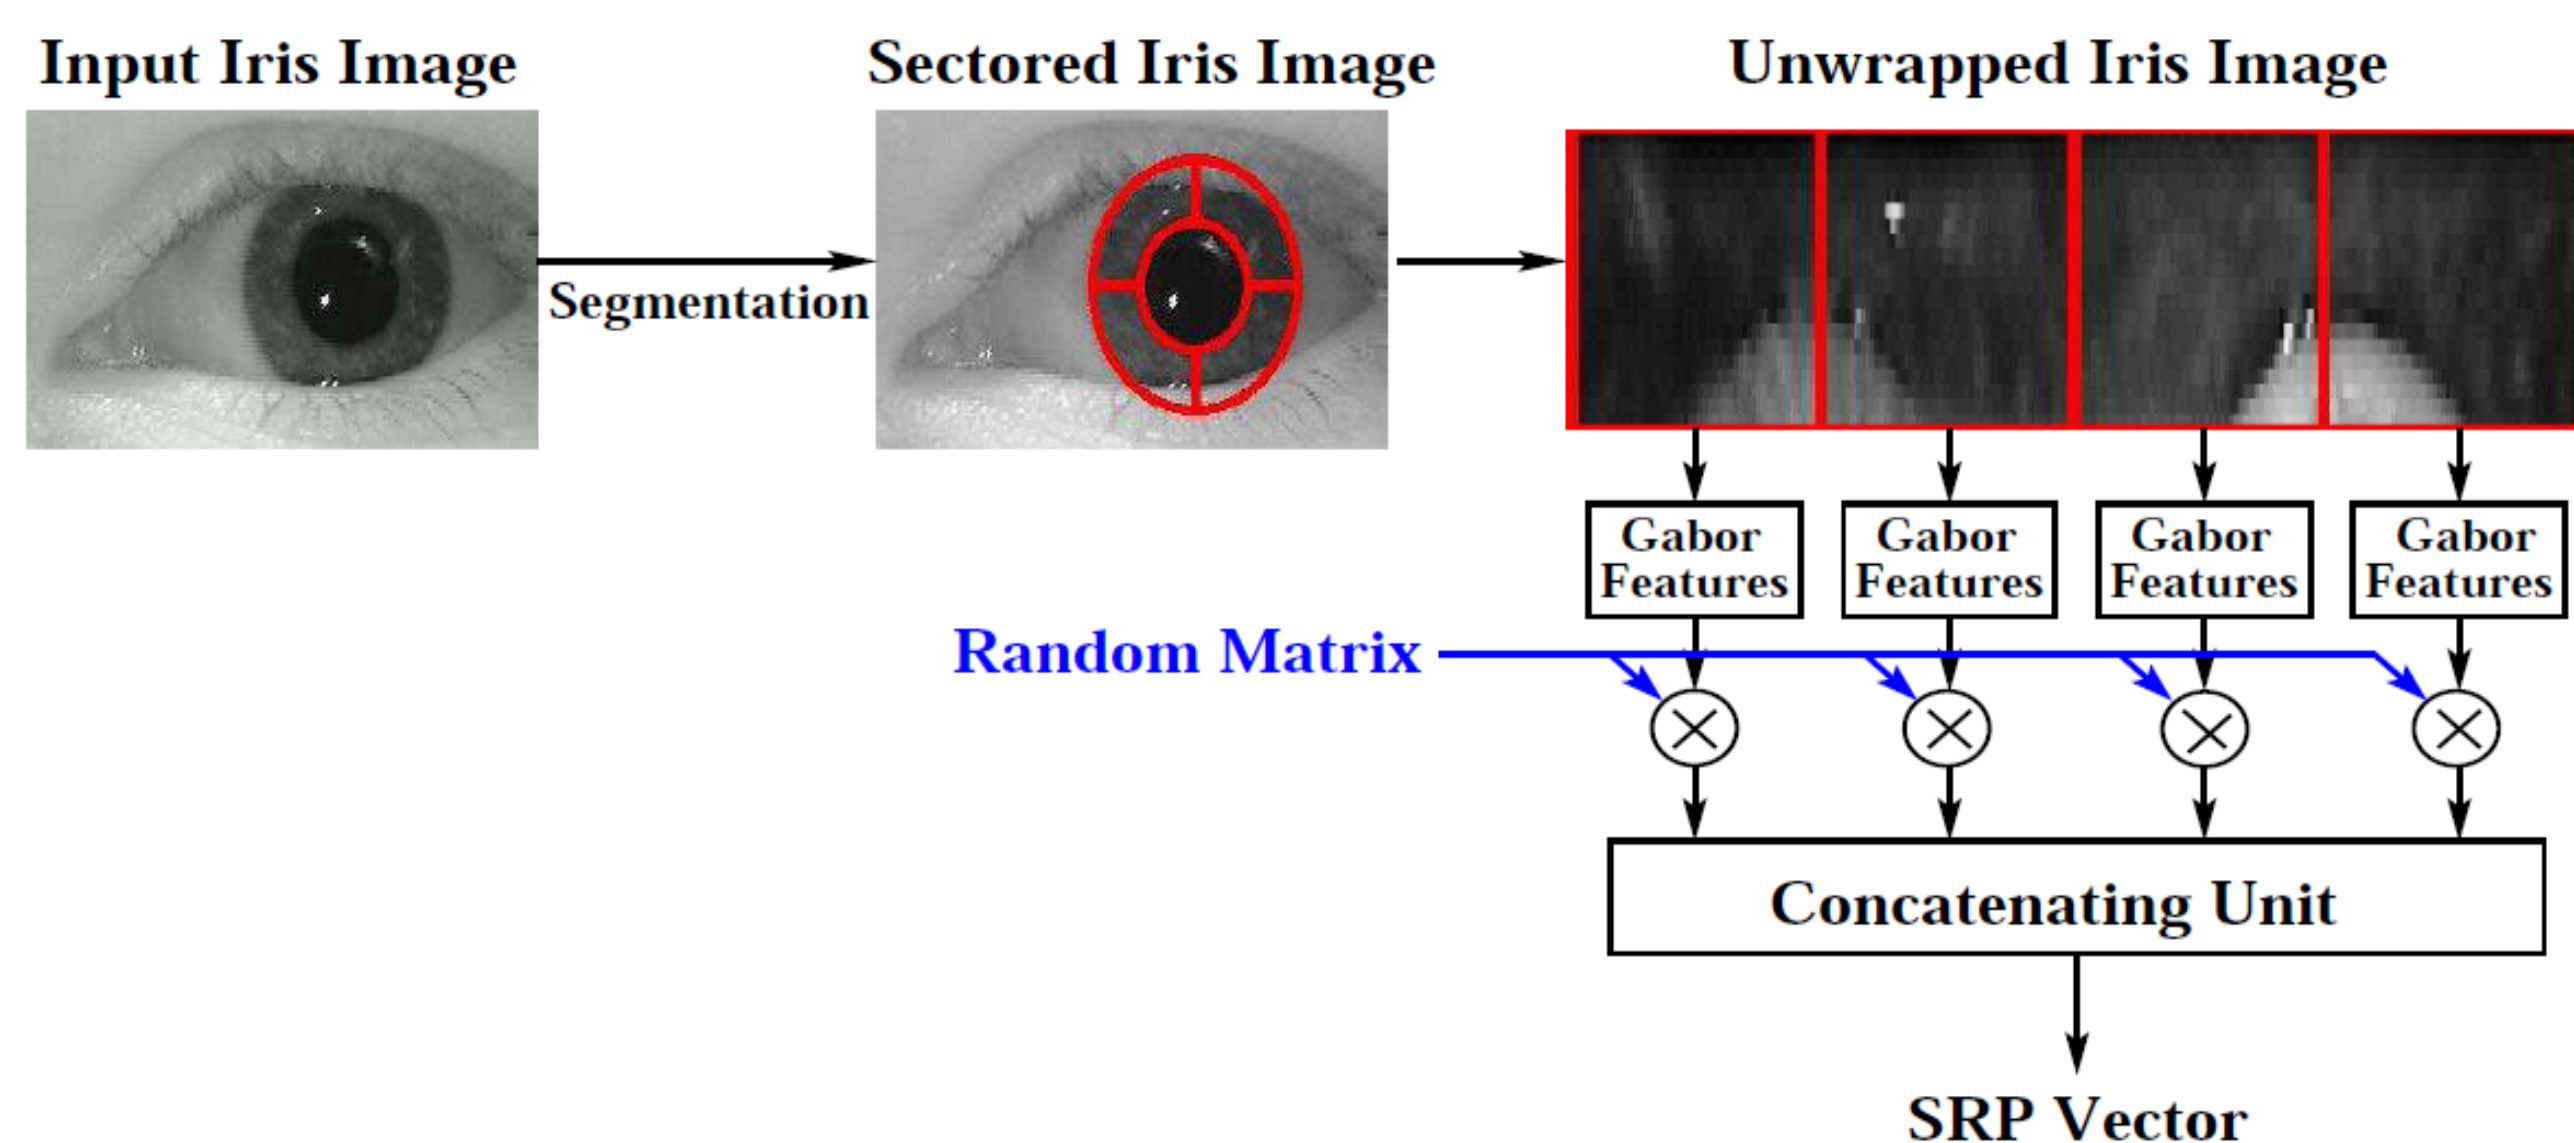 Input Iris Image
Sectored Iris Image
Unwrapped Iris Image
Segmentation
Gabor
Features
Gabor
Features
Gabor
Features
Gabor
Features
Random Matrix
Concatenating Unit
SRP Vector